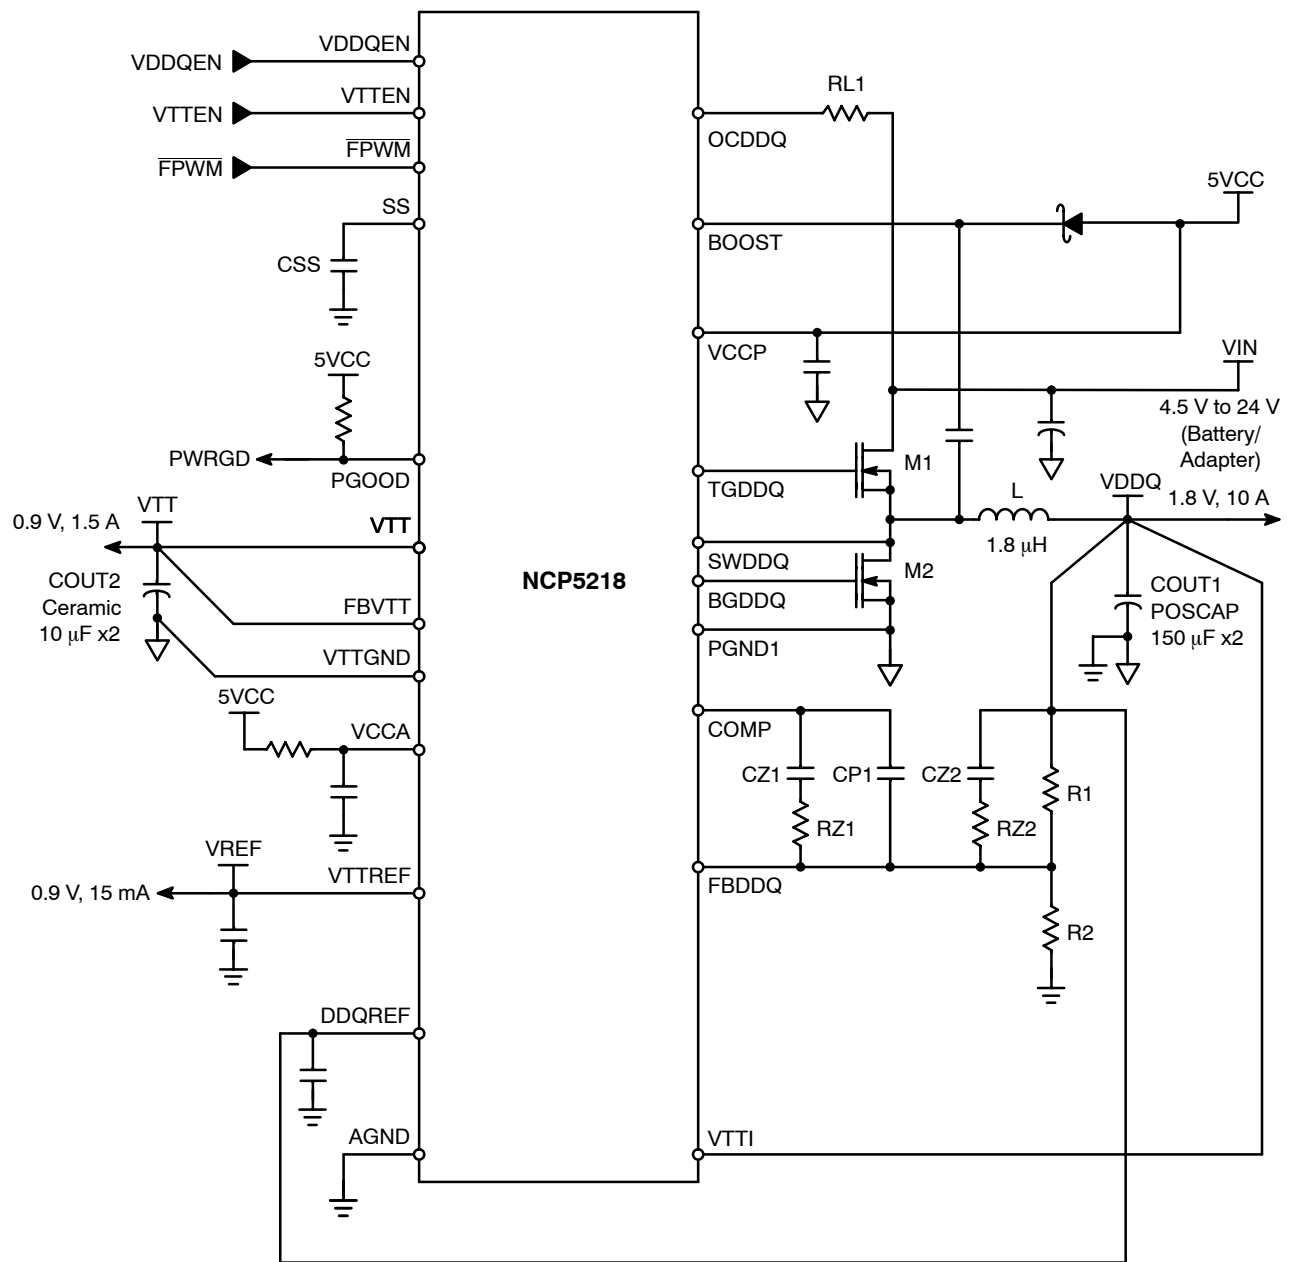 VDDQEN
VDDQEN
VTTEN
VTTEN
FPWM
FPWM
SS
CSS
5VCC
PWRGD
PGOOD
VTT
0.9 V, 1.5 A
VTT
COUT2
Ceramic
10 μF x2
FBVTT
VTTGND
5VCC
VCCA
VREF
VTTREF
0.9 V, 15 mA
DDQREF
AGND
NCP5218
RL1
OCDDQ
5VCC
BOOST
VCCP
VIN
4.5 V to 24 V
(Battery/
Adapter)
M1
TGDDQ
L
1.8 μH
VDDQ
1.8 V, 10 A
SWDDQ
M2
BGDDQ
PGND1
COUT1
POSCAP
150 μF x2
COMP
CZ1
CP1
CZ2
R1
RZ1
RZ2
FBDDQ
R2
VTTI